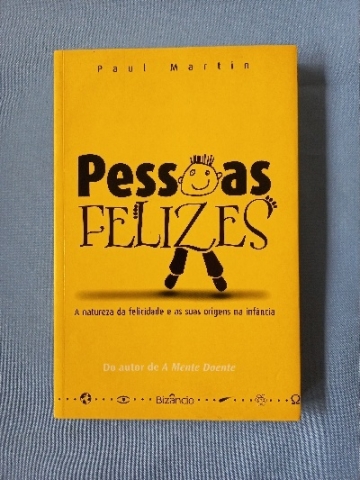 Paul Martin
Pessoas
FELIZES
A natureza da felicidade e as suas origens na infância
Do autor de A Mente Doente
Bizâncio
Ω